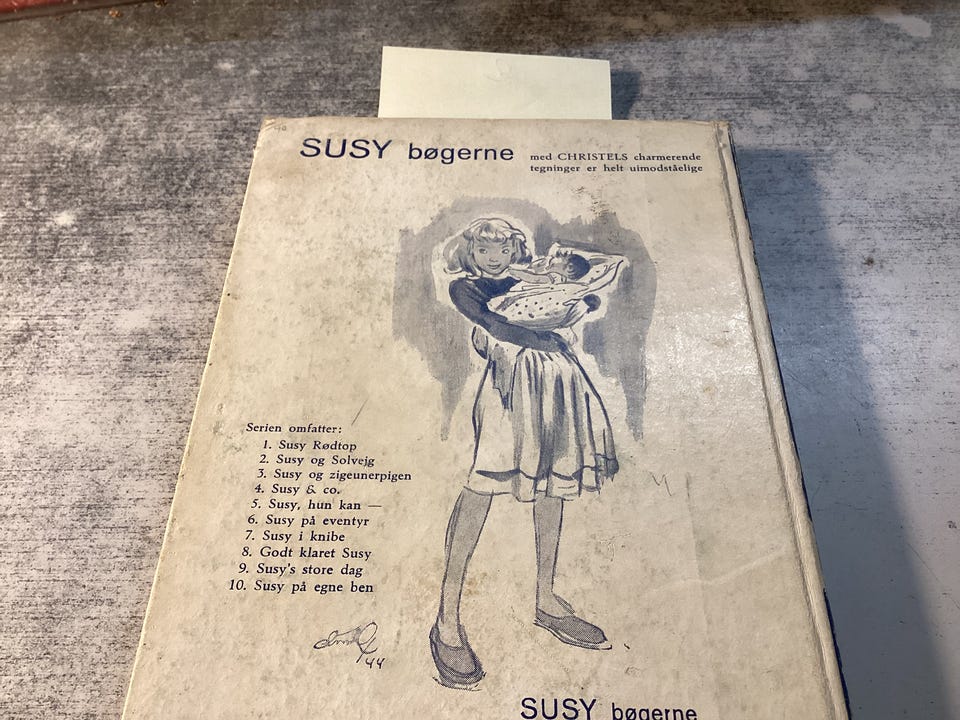 SUSY bøgerne
med CHRISTELS charmerende
tegninger er helt uimodståelige
Serien omfatter:
1. Susy Rødtop
2. Susy og Solvejg
3. Susy og zigeunerpigen
4. Susy & co.
5. Susy, hun kan —
6. Susy på eventyr
7. Susy i knibe
8. Godt klaret Susy
9. Susy's store dag
10. Susy på egne ben
44
SUSY bøgerne